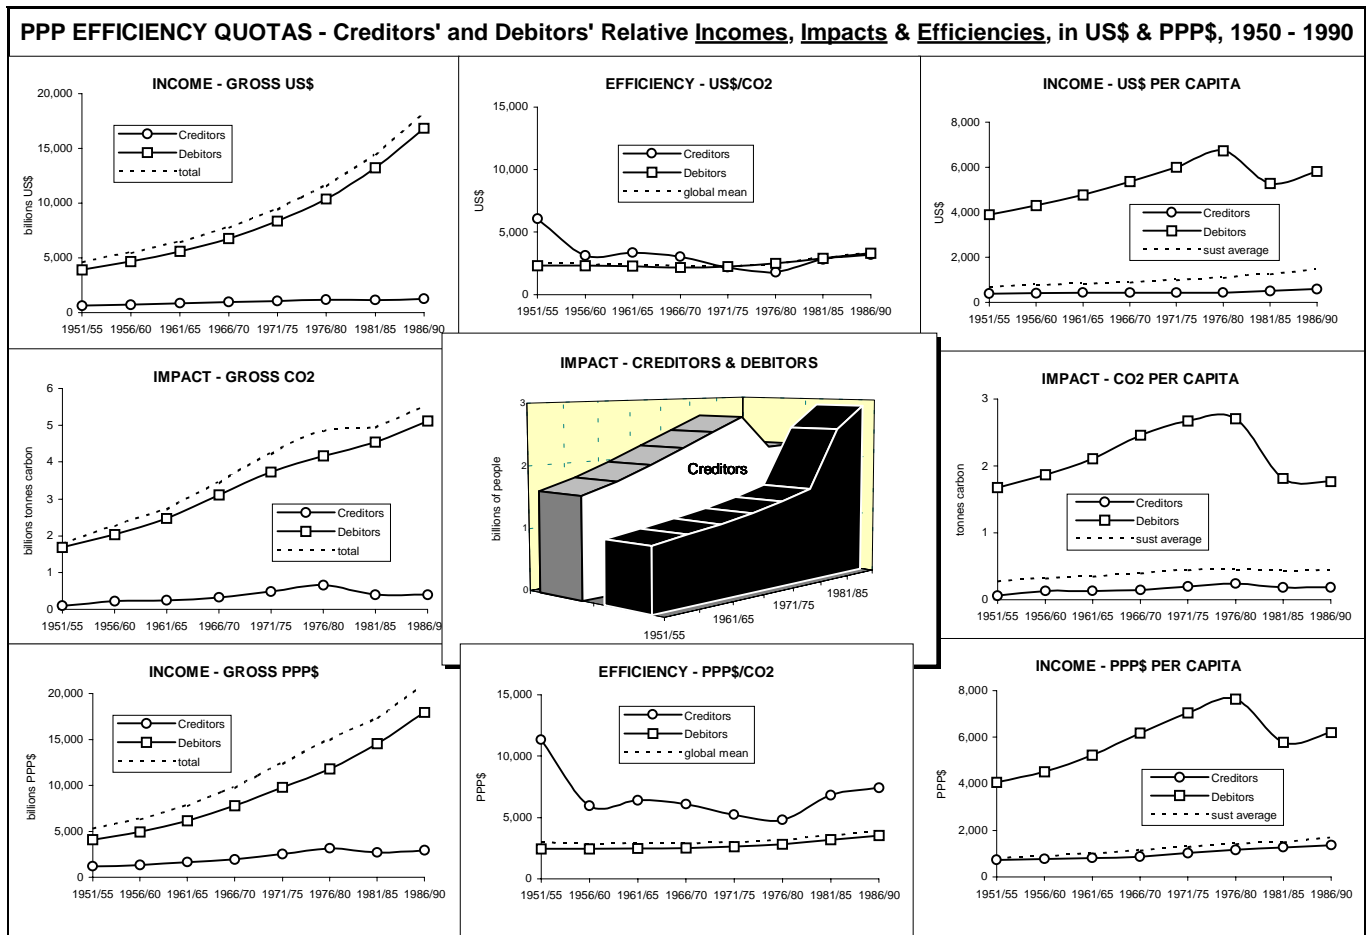 PPP EFFICIENCY QUOTAS - Creditors' and Debitors' Relative Incomes, Impacts & Efficiencies, in US$ & PPP$, 1950 - 1990
INCOME - GROSS US$
20,000
15,000
10,000
5,000
0
billions US$
Creditors
Debitors
total
1951/55 1956/60 1961/65 1966/70 1971/75 1976/80 1981/85 1986/90
EFFICIENCY - US$/CO2
15,000
10,000
5,000
0
US$
Creditors
Debitors
global mean
1951/55 1956/60 1961/65 1966/70 1971/75 1976/80 1981/85 1986/90
INCOME - US$ PER CAPITA
8,000
6,000
4,000
2,000
0
US$
Creditors
Debitors
sust average
1951/55 1956/60 1961/65 1966/70 1971/75 1976/80 1981/85 1986/90
IMPACT - GROSS CO2
6
5
4
3
2
1
0
billions tonnes carbon
Creditors
Debitors
total
1951/55 1956/60 1961/65 1966/70 1971/75 1976/80 1981/85 1986/9
IMPACT - CREDITORS & DEBITORS
3
2
1
0
billions of people
Creditors
1951/55
1961/65
1971/75
1981/85
IMPACT - CO2 PER CAPITA
3
2
1
0
tonnes carbon
Creditors
Debitors
sust average
1951/55 1956/60 1961/65 1966/70 1971/75 1976/80 1981/85 1986/90
INCOME - GROSS PPP$
20,000
15,000
10,000
5,000
0
billions PPP$
Creditors
Debitors
total
1951/55 1956/60 1961/65 1966/70 1971/75 1976/80 1981/85 1986/90
EFFICIENCY - PPP$/CO2
15,000
10,000
5,000
0
PPP$
Creditors
Debitors
global mean
1951/55 1956/60 1961/65 1966/70 1971/75 1976/80 1981/85 1986/90
INCOME - PPP$ PER CAPITA
8,000
6,000
4,000
2,000
0
PPP$
Creditors
Debitors
sust average
1951/55 1956/60 1961/65 1966/70 1971/75 1976/80 1981/85 1986/90